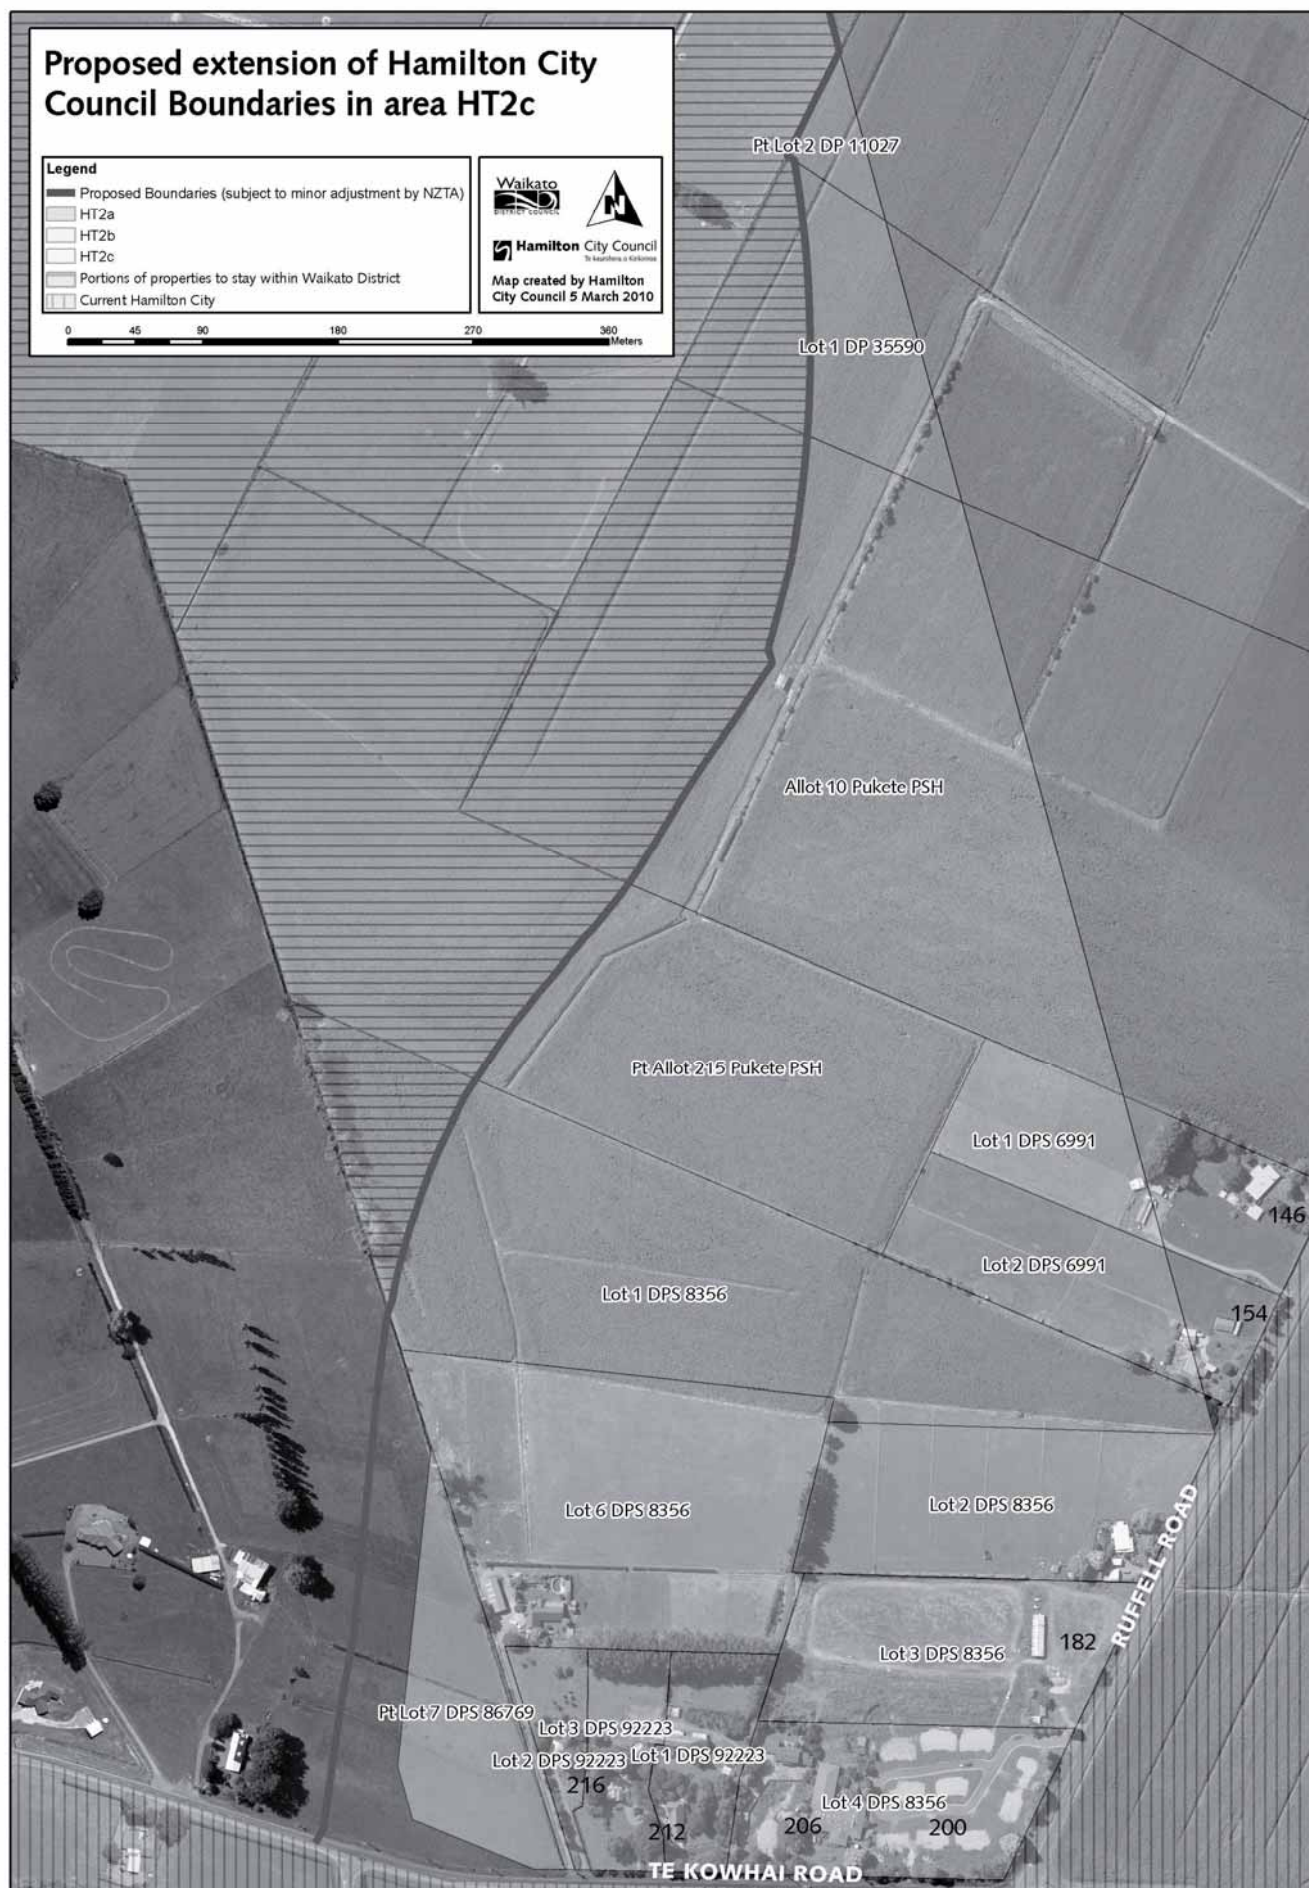 Proposed extension of Hamilton City
Council Boundaries in area HT2c
Legend
Proposed Boundaries (subject to minor adjustment by NZTA)
HT2a
HT2b
HT2c
Portions of properties to stay within Waikato District
Current Hamilton City
Waikato
DISTRICT COUNCIL
N
Hamilton City Council
Te kaunihera o Kirikiriroa
Map created by Hamilton
City Council 5 March 2010
0 45 90 180 270 360
Meters
Pt Lot 2 DP 11027
Lot 1 DP 35590
Allot 10 Pukete PSH
Pt Allot 215 Pukete PSH
Lot 1 DPS 6991
146
Lot 2 DPS 6991
Lot 1 DPS 8356
154
Lot 6 DPS 8356
Lot 2 DPS 8356
RUFFELL ROAD
182
Lot 3 DPS 8356
Pt Lot 7 DPS 86769
Lot 3 DPS 92223
Lot 2 DPS 92223
Lot 1 DPS 92223
216
Lot 4 DPS 8356
212
206
200
TE KOWHAI ROAD